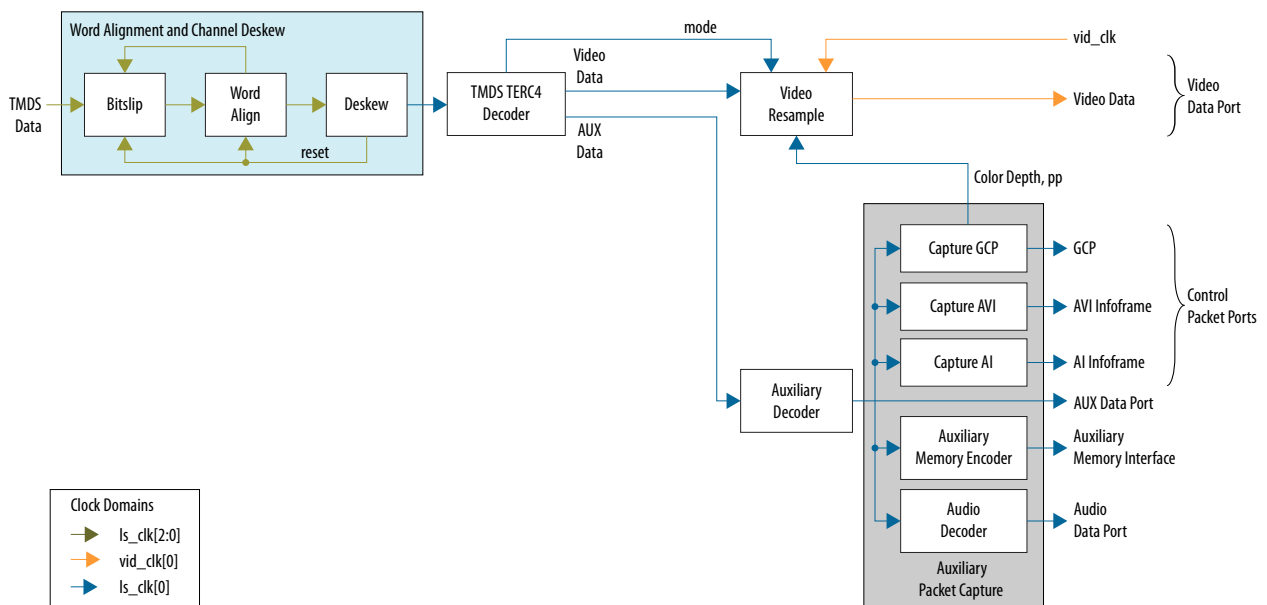 Word Alignment and Channel Deskew
TMDS
Data
Bitslip
Word
Align
Deskew
reset
mode
Video
Data
TMDS TERC4
Decoder
AUX
Data
Video
Resample
vid_clk
Video Data
Video
Data Port
Color Depth, pp
Capture GCP
GCP
Capture AVI
AVI Infoframe
Capture AI
AI Infoframe
Control
Packet Ports
Auxiliary
Decoder
AUX Data Port
Auxiliary
Memory Encoder
Auxiliary
Memory Interface
Audio
Decoder
Audio
Data Port
Auxiliary
Packet Capture
Clock Domains
ls_clk[2:0]
vid_clk[0]
ls_clk[0]